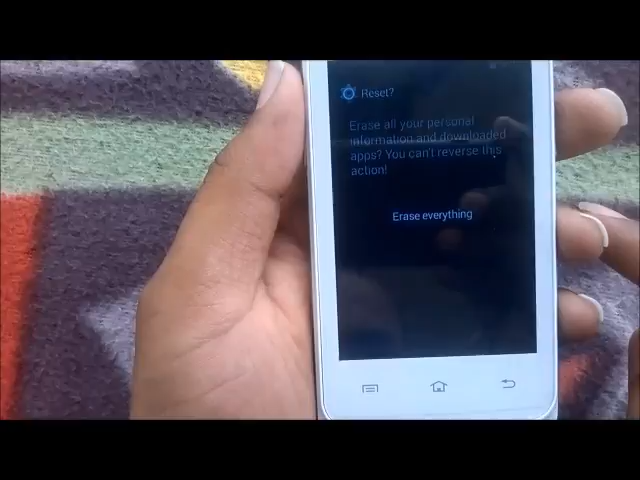 Reset?
Erase all your personal
information and downloaded
apps? You can't reverse this
action!
Erase everything